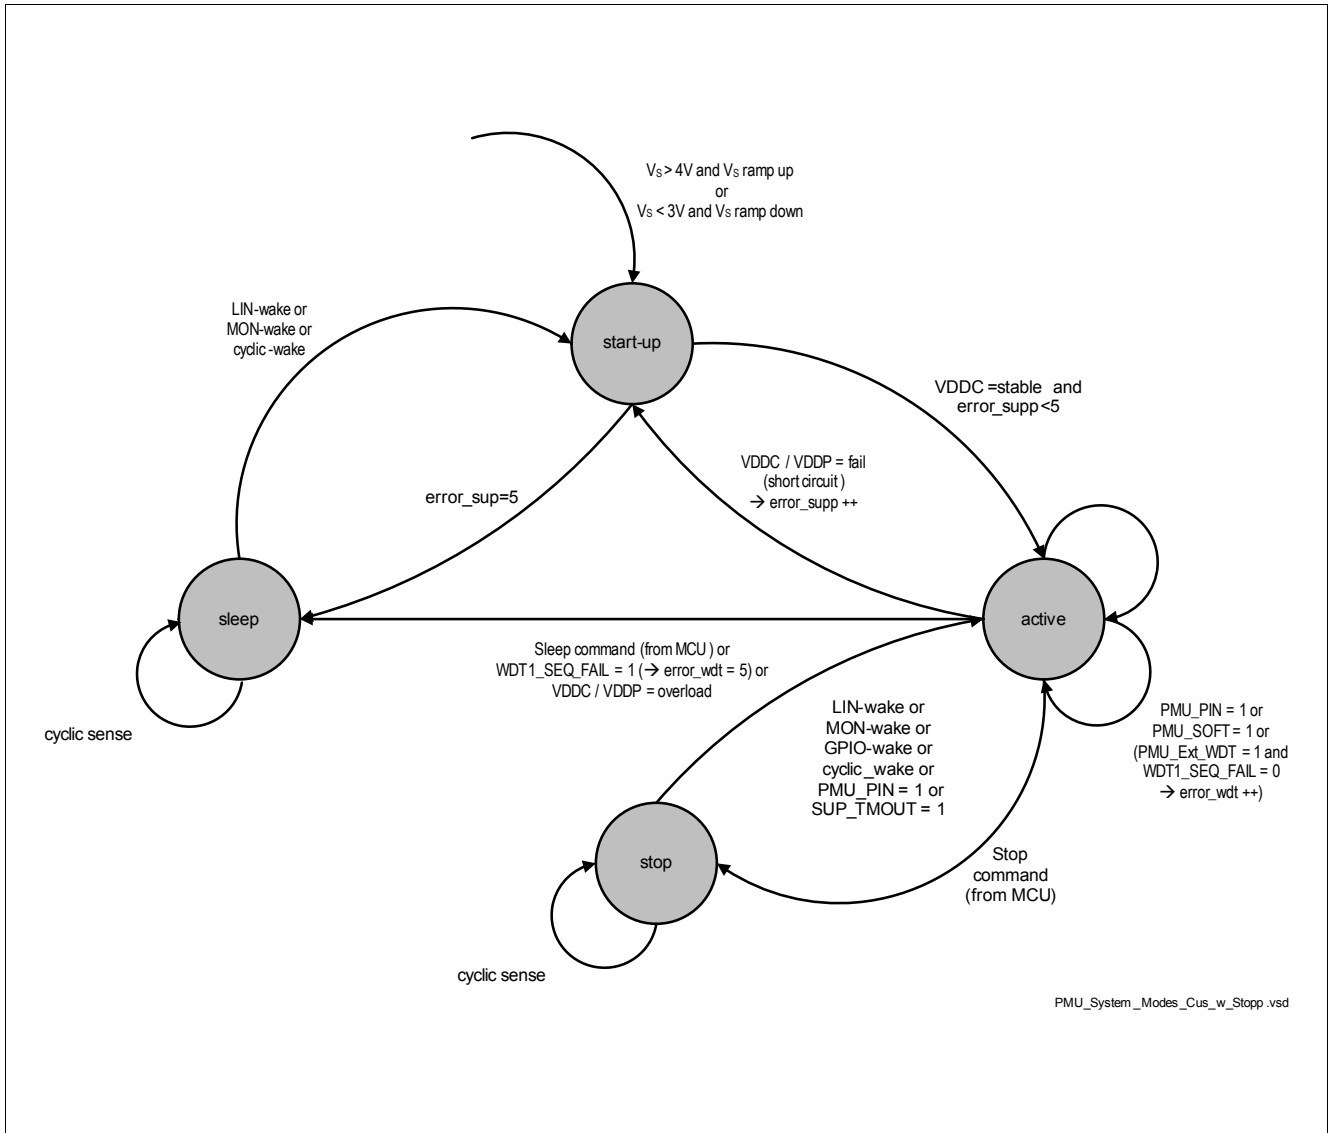 Vs > 4V and Vs ramp up
or
Vs < 3V and Vs ramp down
LIN-wake or
MON-wake or
cyclic-wake
start-up
VDDC =stable and
error_supp <5
VDDC / VDDP = fail
(short circuit )
→ error_supp ++
error_sup=5
sleep
active
Sleep command (from MCU ) or
WDT1_SEQ_FAIL = 1 (→ error_wdt = 5) or
VDDC / VDDP = overload
cyclic sense
LIN-wake or
MON-wake or
GPIO-wake or
cyclic_wake or
PMU_PIN = 1 or
SUP_TMOUT = 1
PMU_PIN = 1 or
PMU_SOFT = 1 or
(PMU_Ext_WDT = 1 and
WDT1_SEQ_FAIL = 0
→ error_wdt ++)
stop
Stop
command
(from MCU)
cyclic sense
PMU_System_Modes_Cus_w_Stopp.vsd